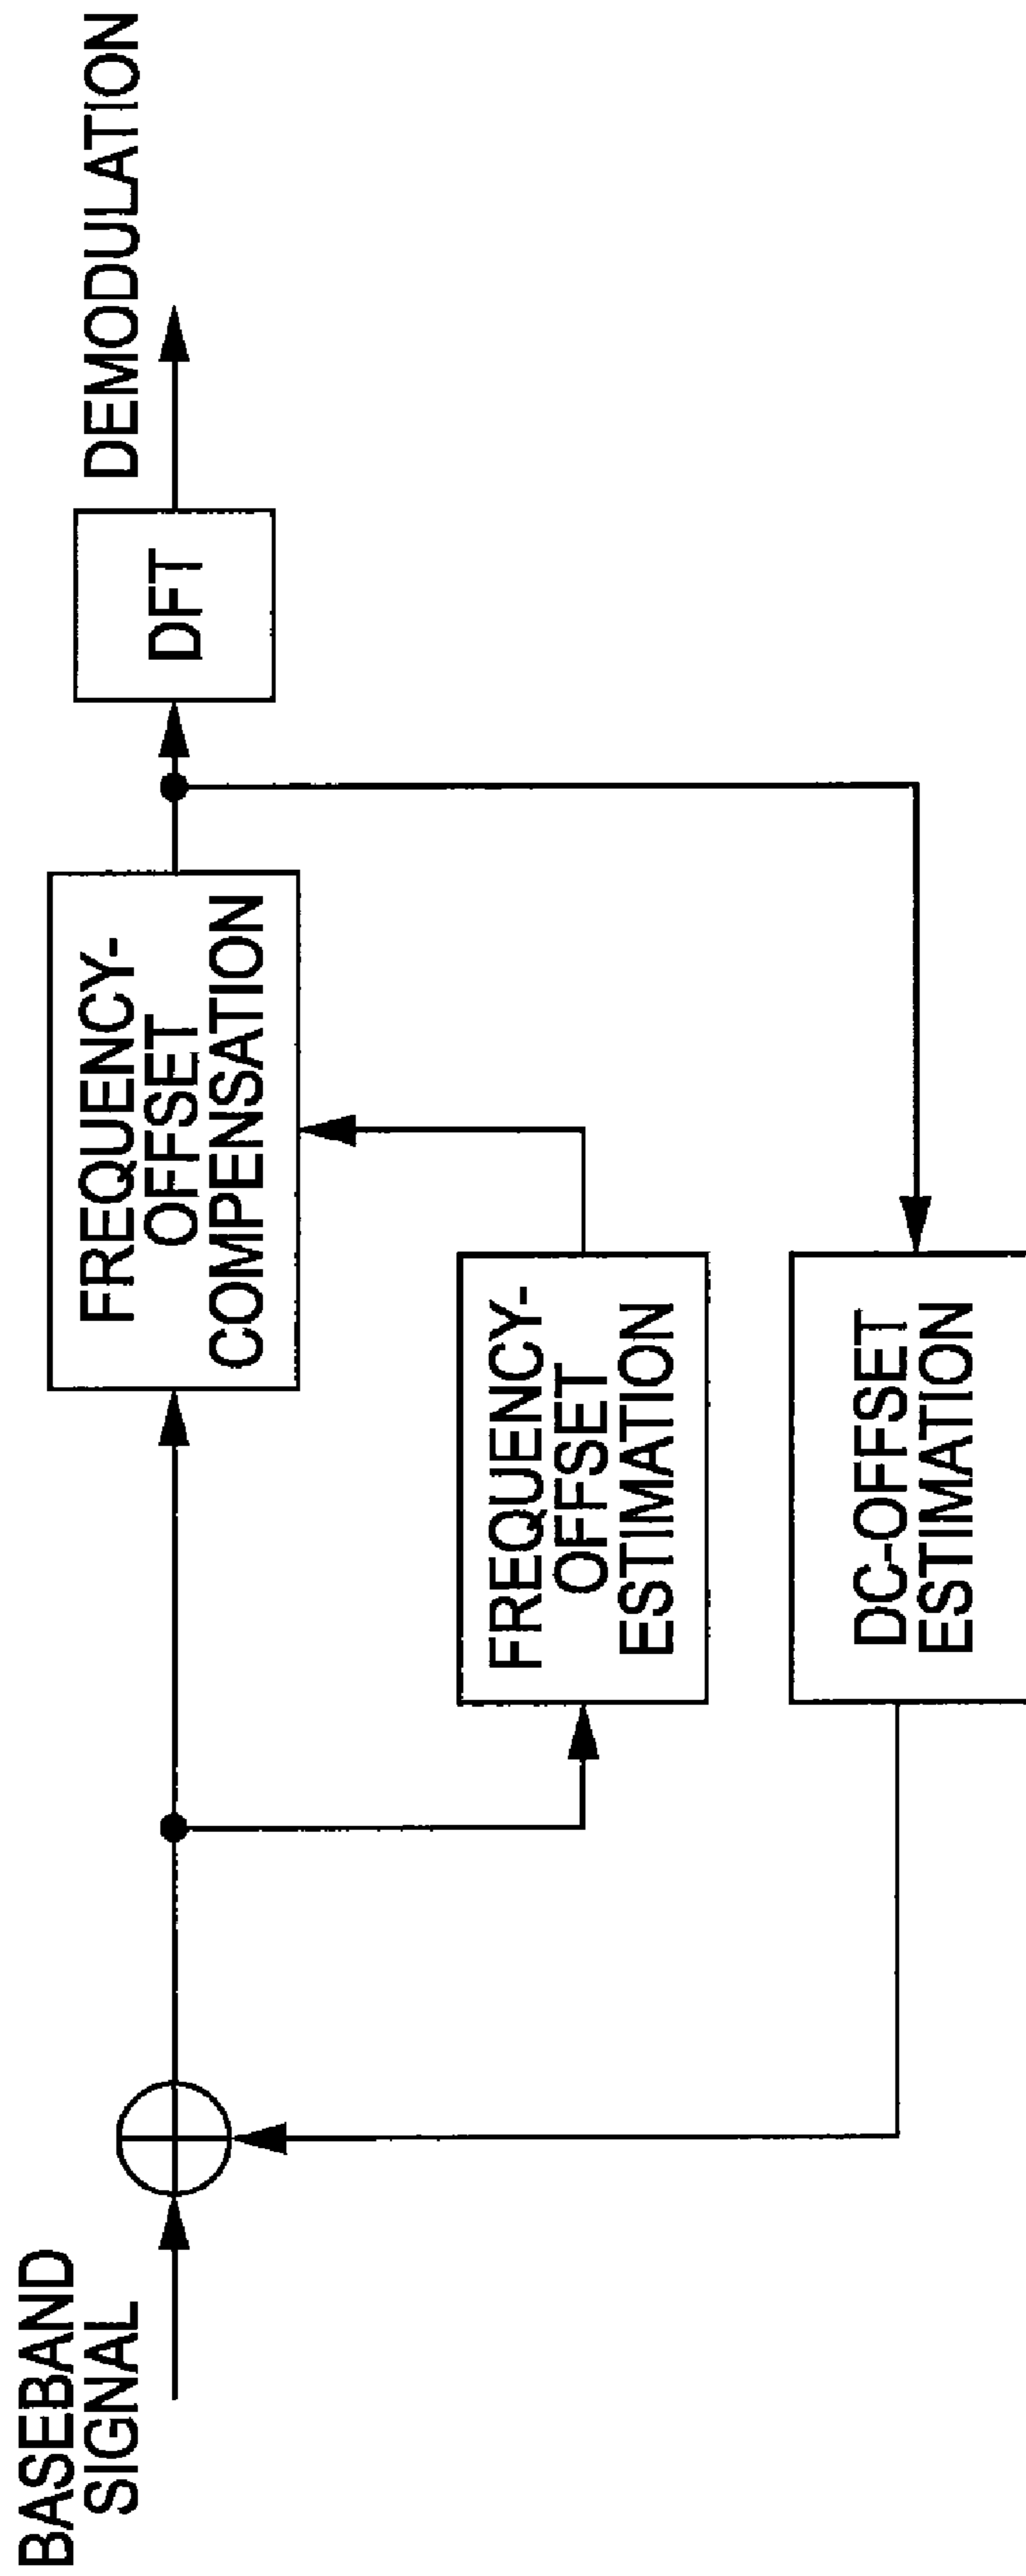 BASEBAND
SIGNAL
FREQUENCY-
OFFSET
COMPENSATION
DFT
DEMODULATION
FREQUENCY-
OFFSET
ESTIMATION
DC-OFFSET
ESTIMATION